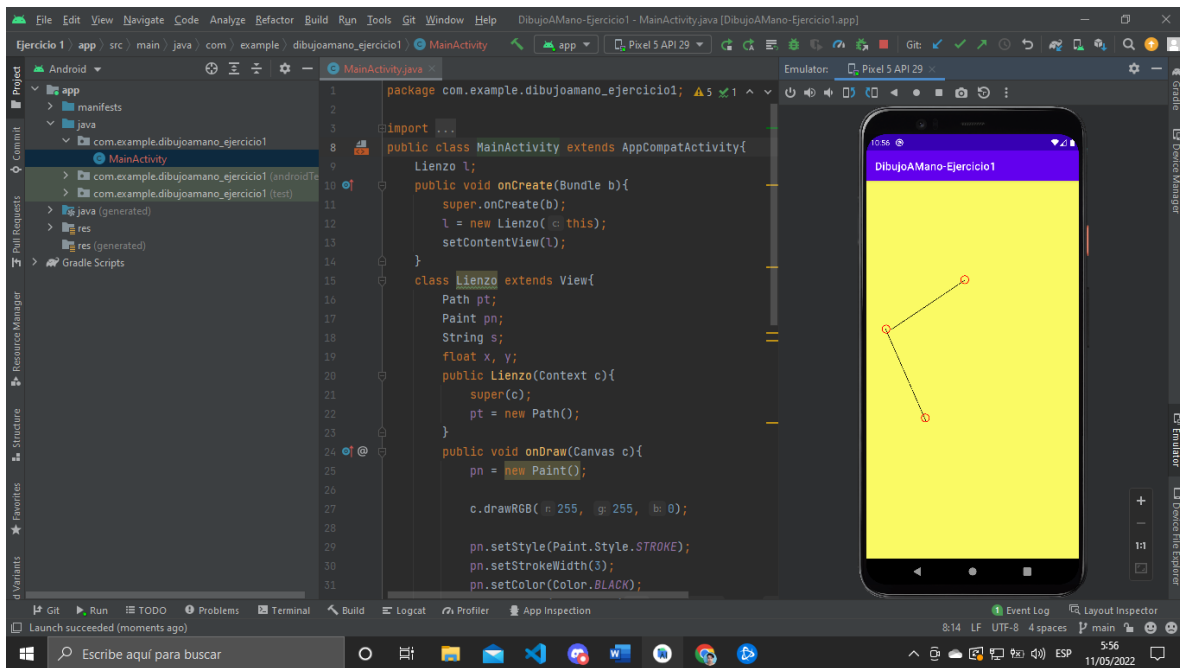 File Edit View Navigate Code Analyze Refactor Build Run Tools Git Window Help DibujoAMano-Ejercicio1 - MainActivity.java [DibujoAMano-Ejercicio1.app]
Ejercicio 1 app src main java com example dibujoamano_ejercicio1 MainActivity app Pixel 5 API 29 Git:
Android MainActivity.java Emulator: Pixel 5 API 29
Project
Commit
Pull Requests
Resource Manager
Structure
Favorites
d Variants
app
manifests
java
com.example.dibujoamano_ejercicio1
MainActivity
com.example.dibujoamano_ejercicio1 (androidTe
com.example.dibujoamano_ejercicio1 (test)
java (generated)
res
res (generated)
Gradle Scripts
1 package com.example.dibujoamano_ejercicio1; 5 1
2
3 import ...
8 public class MainActivity extends AppCompatActivity{
9 Lienzo l;
10 public void onCreate(Bundle b){
11 super.onCreate(b);
12 l = new Lienzo( c: this);
13 setContentView(l);
14 }
15 class Lienzo extends View{
16 Path pt;
17 Paint pn;
18 String s;
19 float x, y;
20 public Lienzo(Context c){
21 super(c);
22 pt = new Path();
23 }
24 @ public void onDraw(Canvas c){
25 pn = new Paint();
26
27 c.drawRGB( r: 255, g: 255, b: 0);
28
29 pn.setStyle(Paint.Style.STROKE);
30 pn.setStrokeWidth(3);
31 pn.setColor(Color.BLACK);
10:56
DibujoAMano-Ejercicio1
1:1
Gradle
Device Manager
Emulator
Device File Explorer
Git Run TODO Problems Terminal Build Logcat Profiler App Inspection 1 Event Log Layout Inspector
Launch succeeded (moments ago) 8:14 LF UTF-8 4 spaces main
Escribe aquí para buscar ESP 5:56
11/05/2022